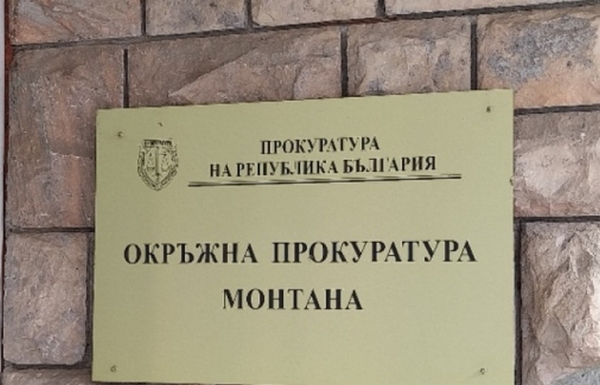 ПРОКУРАТУРА
НА РЕПУБЛИКА БЪЛГАРИЯ
ОКРЪЖНА ПРОКУРАТУРА
МОНТАНА